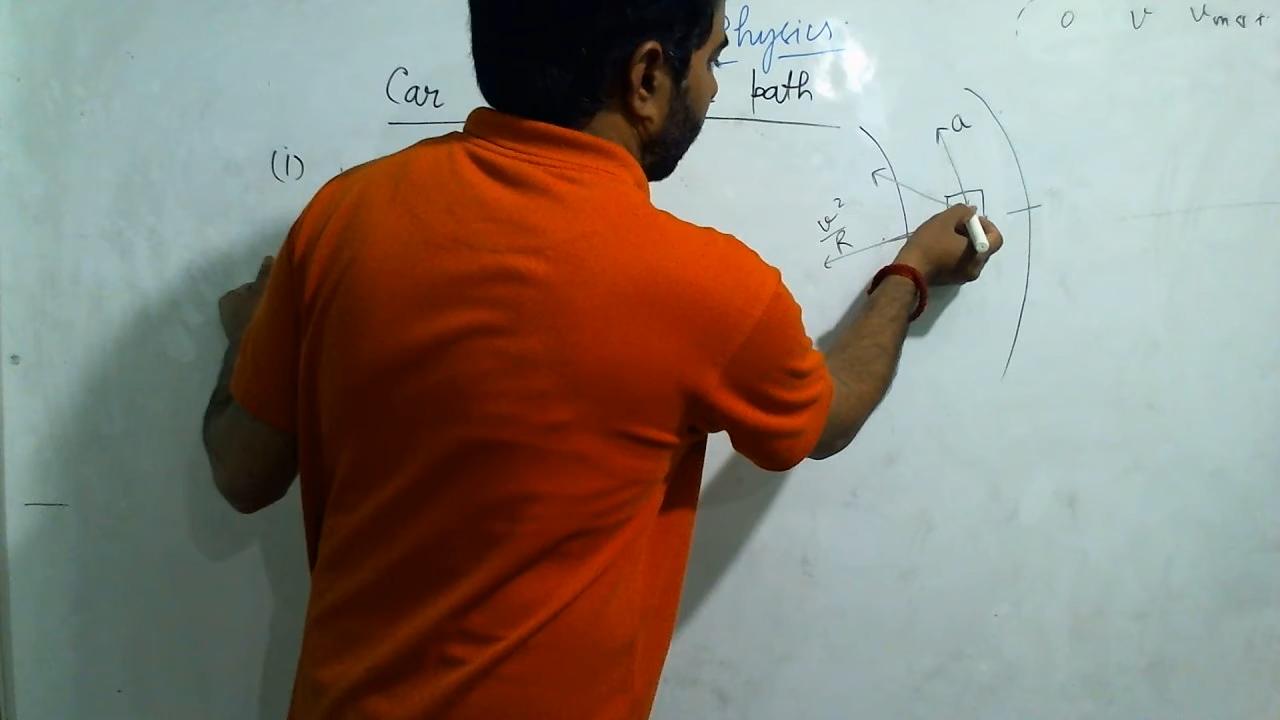 Physics
Car path
(i)
a
v²/R
0 v vmax